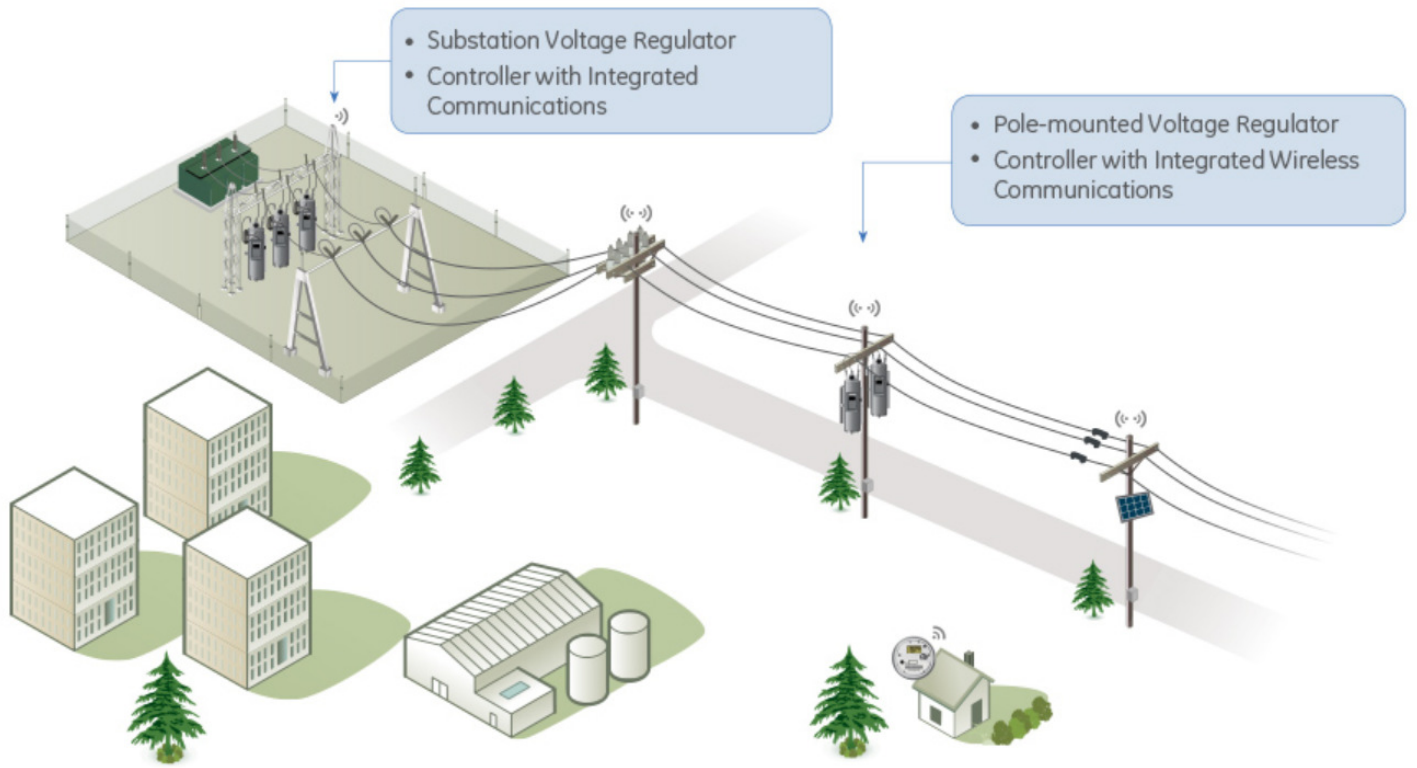 • Substation Voltage Regulator
• Controller with Integrated
Communications
• Pole-mounted Voltage Regulator
• Controller with Integrated Wireless
Communications